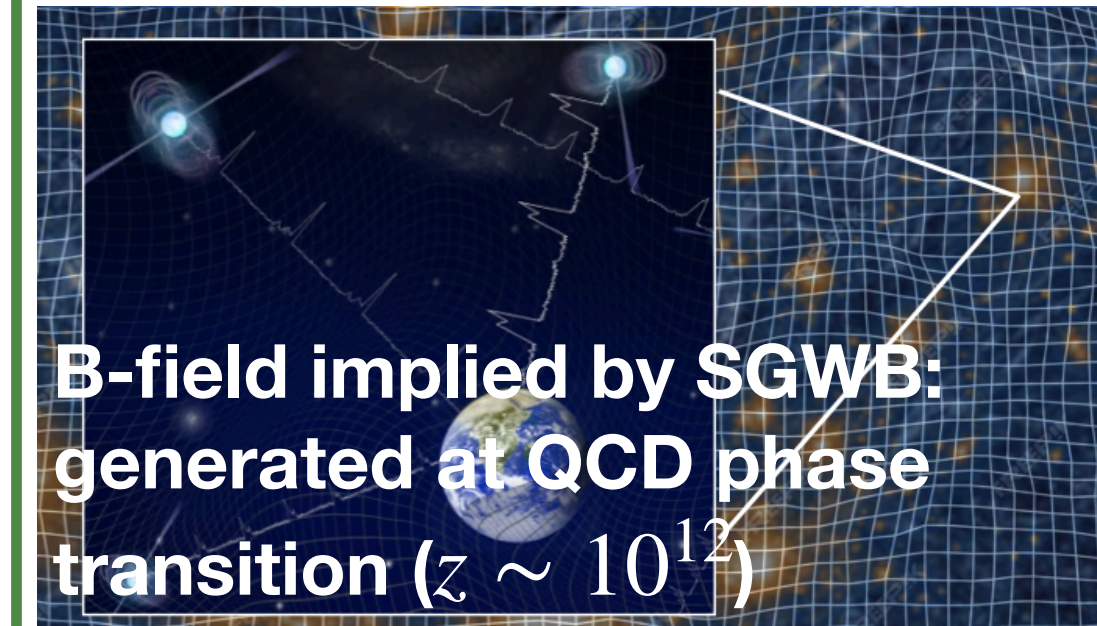 B-field implied by SGWB:
generated at QCD phase
transition (z ∼ 10¹²)